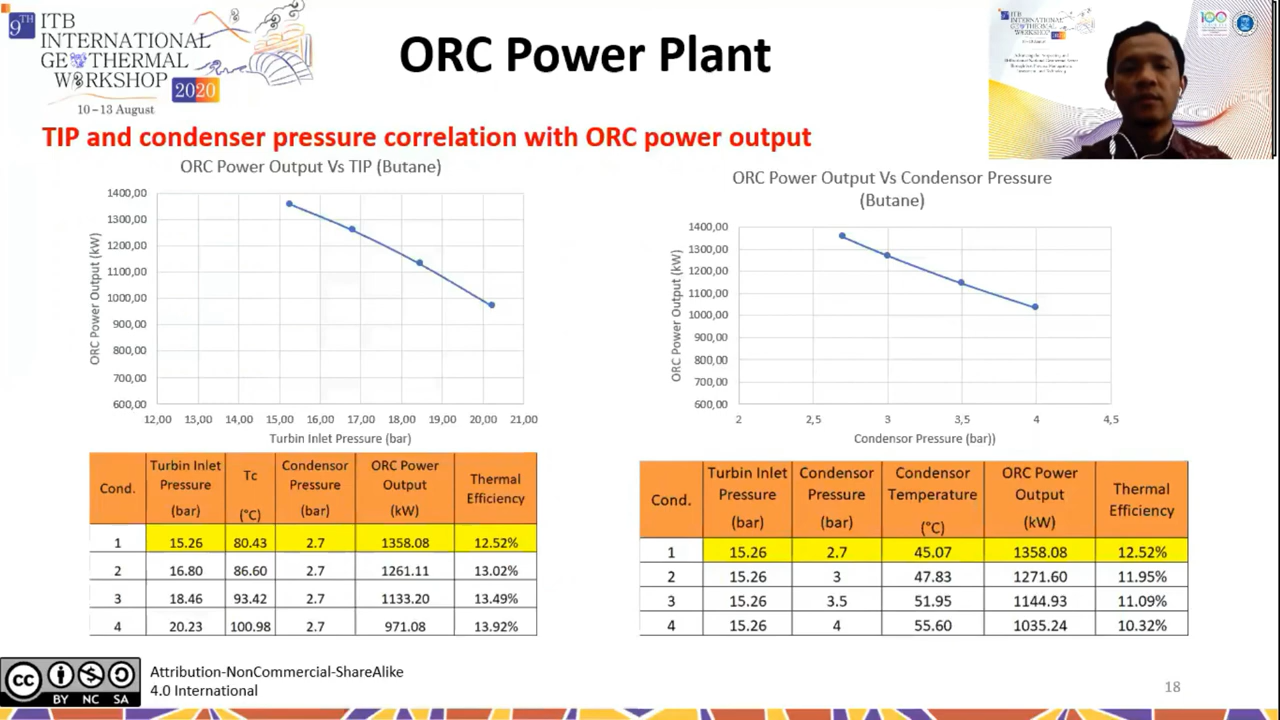 9TH
ITB
INTERNATIONAL
GEOTHERMAL
WORKSHOP
2020
10 – 13 August
ORC Power Plant
TIP and condenser pressure correlation with ORC power output
ORC Power Output Vs TIP (Butane)
1400,00
1300,00
1200,00
1100,00
1000,00
900,00
800,00
700,00
600,00
ORC Power Output (kW)
12,00 13,00 14,00 15,00 16,00 17,00 18,00 19,00 20,00 21,00
Turbin Inlet Pressure (bar)
ORC Power Output Vs Condensor Pressure
(Butane)
1400,00
1300,00
1200,00
1100,00
1000,00
900,00
800,00
700,00
600,00
ORC Power Output (kW)
2 2,5 3 3,5 4 4,5
Condensor Pressure (bar))
Cond. Turbin Inlet Pressure (bar) Tc (°C) Condensor Pressure (bar) ORC Power Output (kW) Thermal Efficiency
1 15.26 80.43 2.7 1358.08 12.52%
2 16.80 86.60 2.7 1261.11 13.02%
3 18.46 93.42 2.7 1133.20 13.49%
4 20.23 100.98 2.7 971.08 13.92%
Cond. Turbin Inlet Pressure (bar) Condensor Pressure (bar) Condensor Temperature (°C) ORC Power Output (kW) Thermal Efficiency
1 15.26 2.7 45.07 1358.08 12.52%
2 15.26 3 47.83 1271.60 11.95%
3 15.26 3.5 51.95 1144.93 11.09%
4 15.26 4 55.60 1035.24 10.32%
cc
BY NC SA
Attribution-NonCommercial-ShareAlike
4.0 International
18